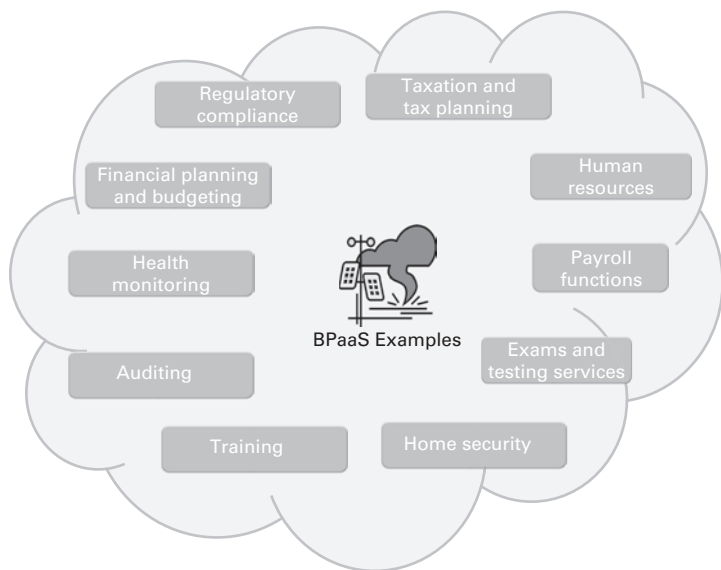 Regulatory
compliance
Taxation and
tax planning
Financial planning
and budgeting
Human
resources
Health
monitoring
Payroll
functions
BPaaS Examples
Auditing
Exams and
testing services
Training
Home security